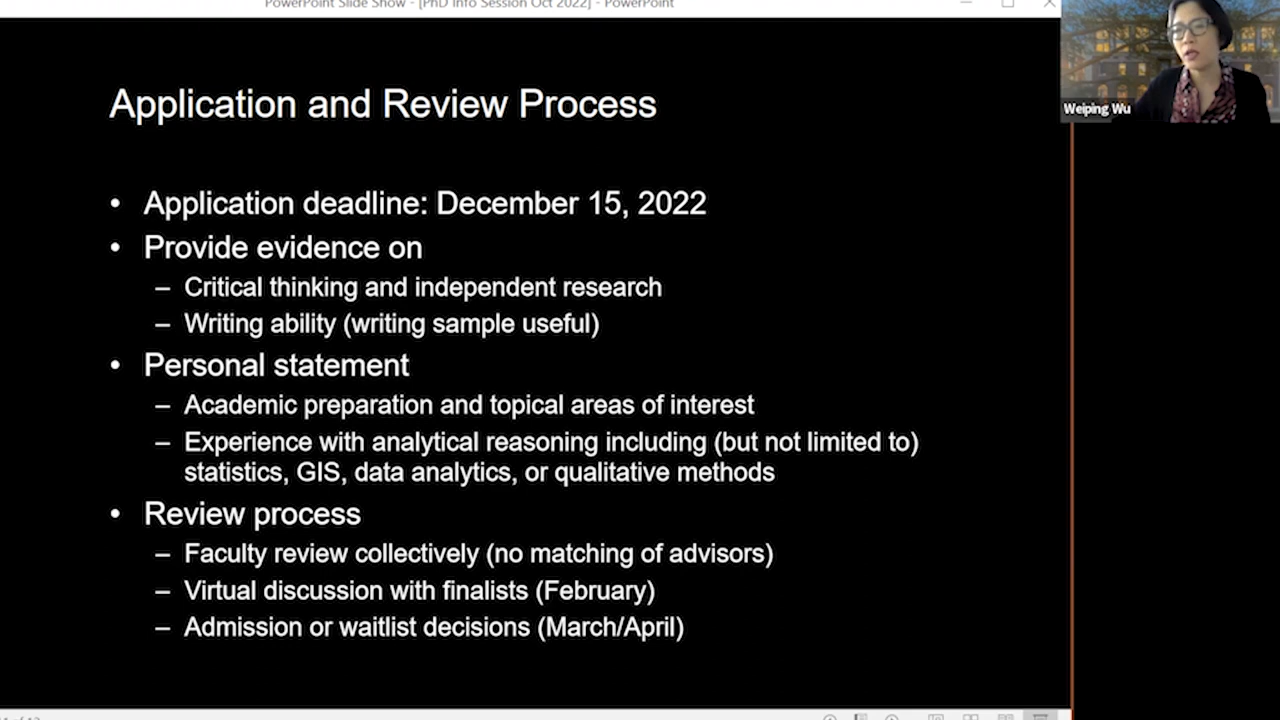 PowerPoint Slide Show - [PhD Info Session Oct 2022] - PowerPoint
Weiping Wu
Application and Review Process
• Application deadline: December 15, 2022
• Provide evidence on
– Critical thinking and independent research
– Writing ability (writing sample useful)
• Personal statement
– Academic preparation and topical areas of interest
– Experience with analytical reasoning including (but not limited to)
statistics, GIS, data analytics, or qualitative methods
• Review process
– Faculty review collectively (no matching of advisors)
– Virtual discussion with finalists (February)
– Admission or waitlist decisions (March/April)